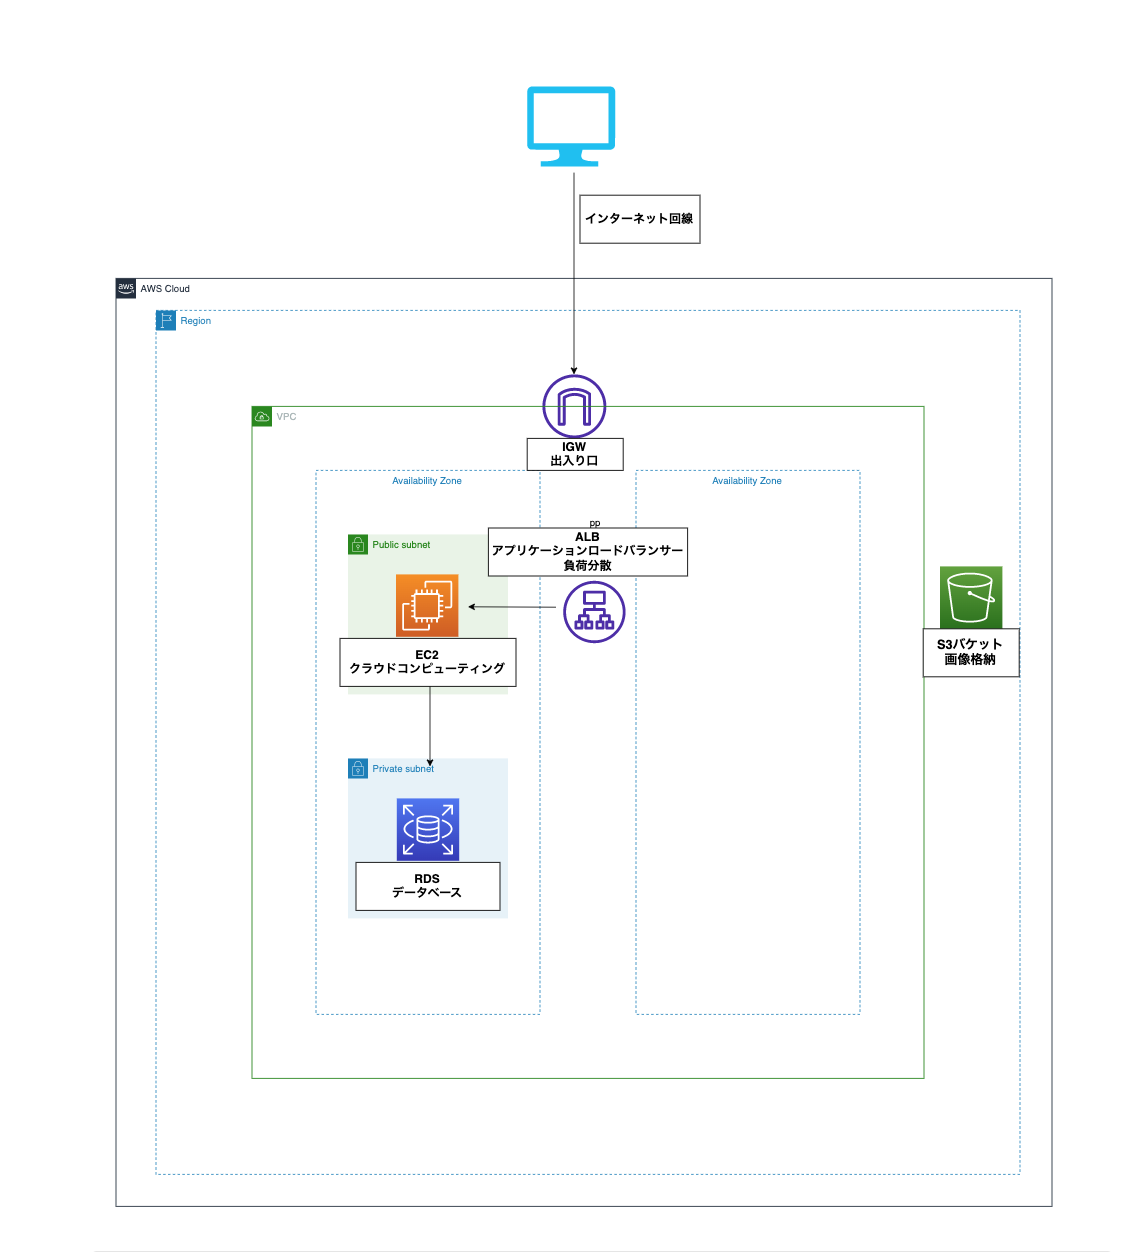 インターネット回線
aws
AWS Cloud
Region
VPC
IGW
出入り口
Availability Zone
Availability Zone
pp
ALB
アプリケーションロードバランサー
負荷分散
Public subnet
EC2
クラウドコンピューティング
S3バケット
画像格納
Private subnet
RDS
データベース